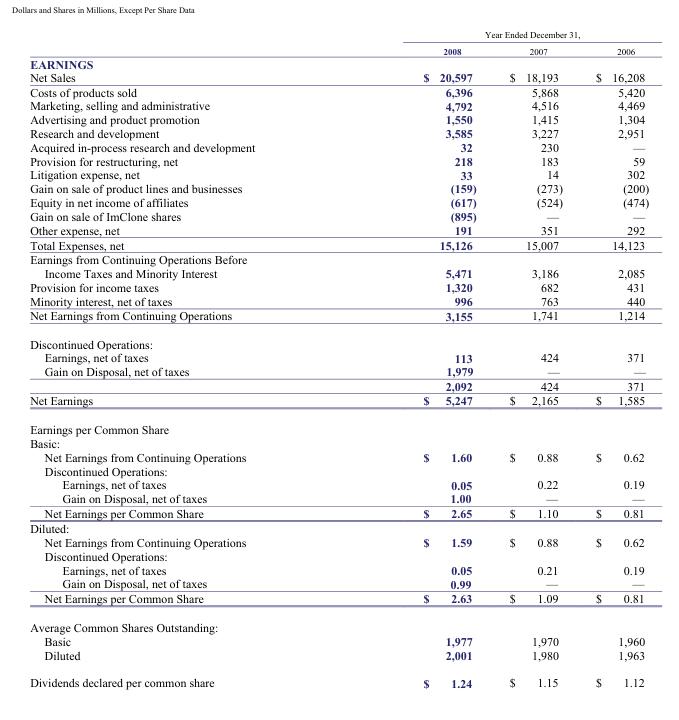 Dollars and Shares in Millions, Except Per Share Data
Year Ended December 31,
2008 2007 2006
EARNINGS
Net Sales $ 20,597 $ 18,193 $ 16,208
Costs of products sold 6,396 5,868 5,420
Marketing, selling and administrative 4,792 4,516 4,469
Advertising and product promotion 1,550 1,415 1,304
Research and development 3,585 3,227 2,951
Acquired in-process research and development 32 230 —
Provision for restructuring, net 218 183 59
Litigation expense, net 33 14 302
Gain on sale of product lines and businesses (159) (273) (200)
Equity in net income of affiliates (617) (524) (474)
Gain on sale of ImClone shares (895) — —
Other expense, net 191 351 292
Total Expenses, net 15,126 15,007 14,123
Earnings from Continuing Operations Before
Income Taxes and Minority Interest 5,471 3,186 2,085
Provision for income taxes 1,320 682 431
Minority interest, net of taxes 996 763 440
Net Earnings from Continuing Operations 3,155 1,741 1,214
Discontinued Operations:
Earnings, net of taxes 113 424 371
Gain on Disposal, net of taxes 1,979 — —
2,092 424 371
Net Earnings $ 5,247 $ 2,165 $ 1,585
Earnings per Common Share
Basic:
Net Earnings from Continuing Operations $ 1.60 $ 0.88 $ 0.62
Discontinued Operations:
Earnings, net of taxes 0.05 0.22 0.19
Gain on Disposal, net of taxes 1.00 — —
Net Earnings per Common Share $ 2.65 $ 1.10 $ 0.81
Diluted:
Net Earnings from Continuing Operations $ 1.59 $ 0.88 $ 0.62
Discontinued Operations:
Earnings, net of taxes 0.05 0.21 0.19
Gain on Disposal, net of taxes 0.99 — —
Net Earnings per Common Share $ 2.63 $ 1.09 $ 0.81
Average Common Shares Outstanding:
Basic 1,977 1,970 1,960
Diluted 2,001 1,980 1,963
Dividends declared per common share $ 1.24 $ 1.15 $ 1.12